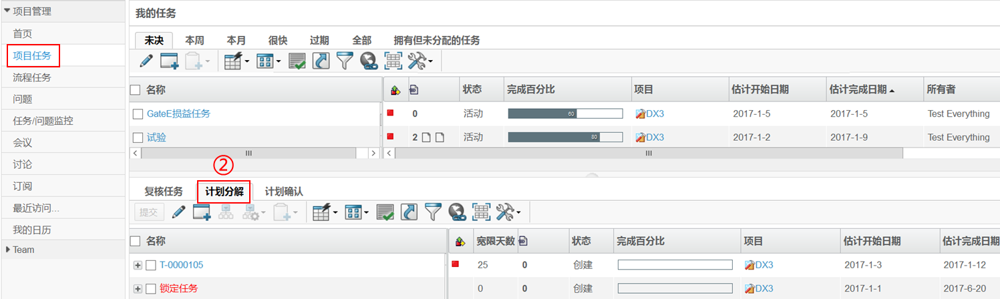 项目管理
首页
项目任务
流程任务
问题
任务/问题监控
会议
讨论
订阅
最近访问...
我的日历
Team
我的任务
未决 本周 本月 很快 过期 全部 拥有但未分配的任务
名称 状态 完成百分比 项目 估计开始日期 估计完成日期 所有者
GateE损益任务 0 活动 60 DX3 2017-1-5 2017-1-5 Test Everything
试验 2 活动 80 DX3 2017-1-2 2017-1-9 Test Everything
②
复核任务 计划分解 计划确认
提交
名称 宽限天数 状态 完成百分比 项目 估计开始日期 估计完成日期
T-0000105 25 0 创建 DX3 2017-1-3 2017-1-12
锁定任务 0 0 创建 DX3 2017-1-1 2017-6-20